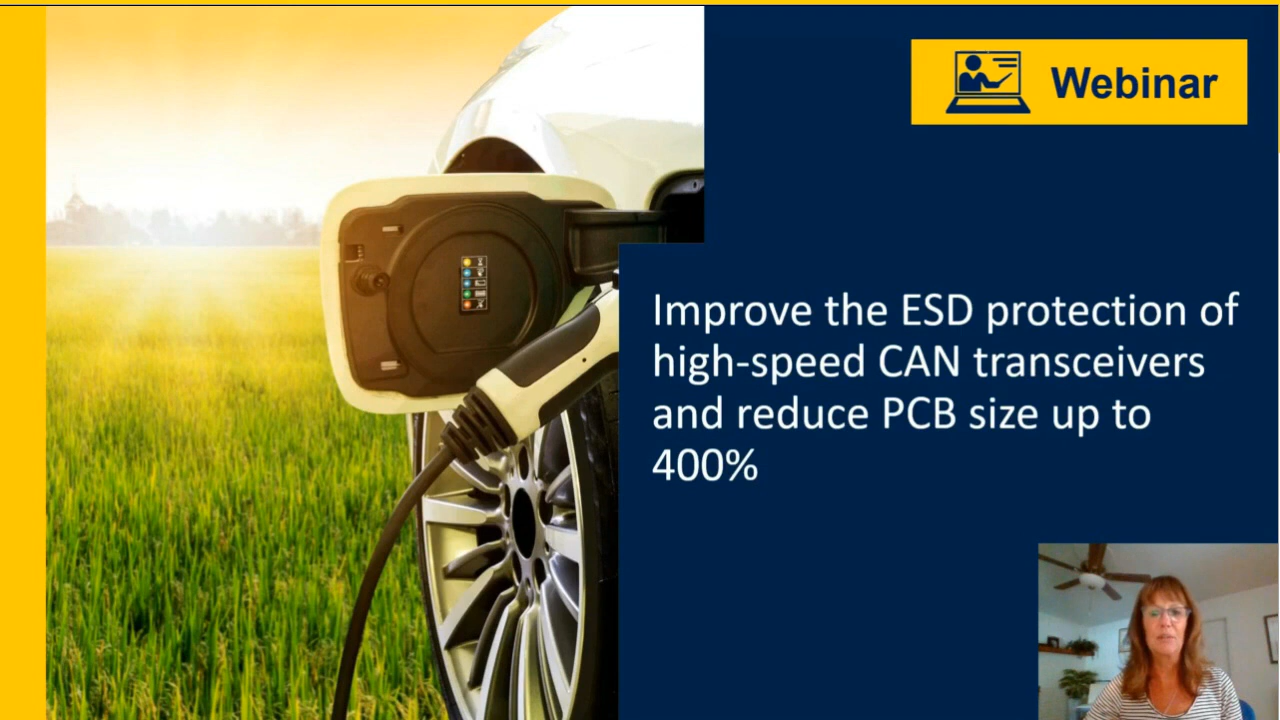 Webinar
Improve the ESD protection of
high-speed CAN transceivers
and reduce PCB size up to
400%